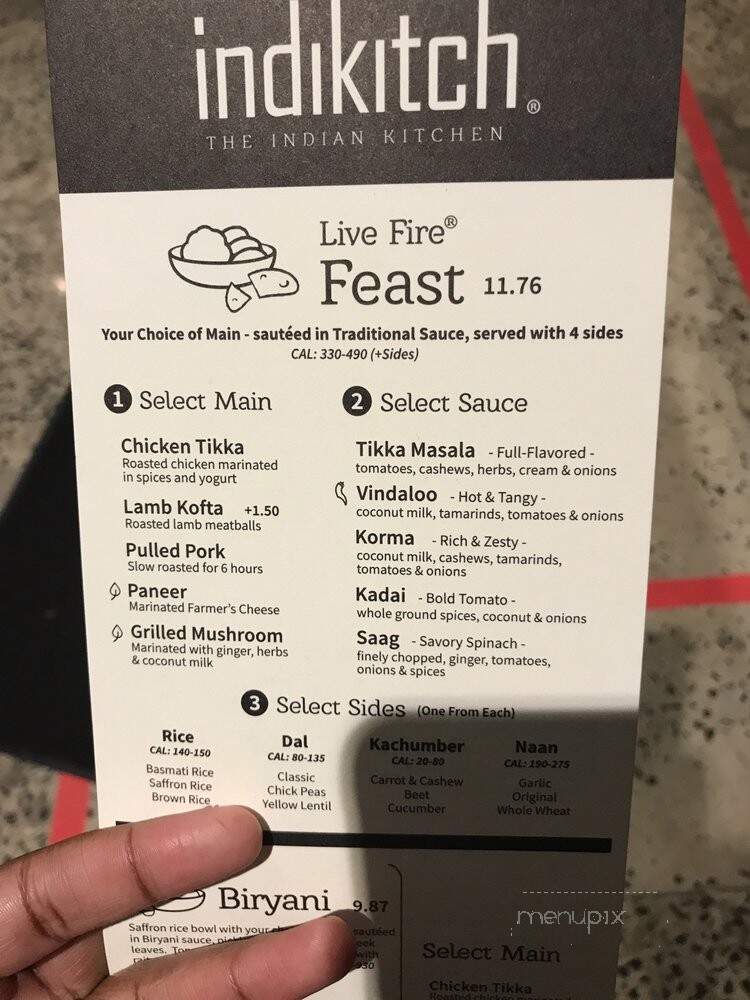 indikitch®
THE INDIAN KITCHEN
Live Fire®
Feast 11.76
Your Choice of Main - sautéed in Traditional Sauce, served with 4 sides
CAL: 330-490 (+Sides)
1 Select Main
Chicken Tikka
Roasted chicken marinated
in spices and yogurt
Lamb Kofta +1.50
Roasted lamb meatballs
Pulled Pork
Slow roasted for 6 hours
Paneer
Marinated Farmer's Cheese
Grilled Mushroom
Marinated with ginger, herbs
& coconut milk
2 Select Sauce
Tikka Masala - Full-Flavored -
tomatoes, cashews, herbs, cream & onions
Vindaloo - Hot & Tangy -
coconut milk, tamarinds, tomatoes & onions
Korma - Rich & Zesty -
coconut milk, cashews, tamarinds,
tomatoes & onions
Kadai - Bold Tomato -
whole ground spices, coconut & onions
Saag - Savory Spinach -
finely chopped, ginger, tomatoes,
onions & spices
3 Select Sides (One From Each)
Rice
CAL: 140-150
Basmati Rice
Saffron Rice
Brown Rice
Dal
CAL: 80-135
Classic
Chick Peas
Yellow Lentil
Kachumber
CAL: 20-80
Carrot & Cashew
Beet
Cucumber
Naan
CAL: 190-275
Garlic
Original
Whole Wheat
Biryani 9.87
Saffron rice bowl with your sautéed
in Biryani sauce,
leaves. with
930
Select Main
Chicken Tikka
Roasted chicken
menupix